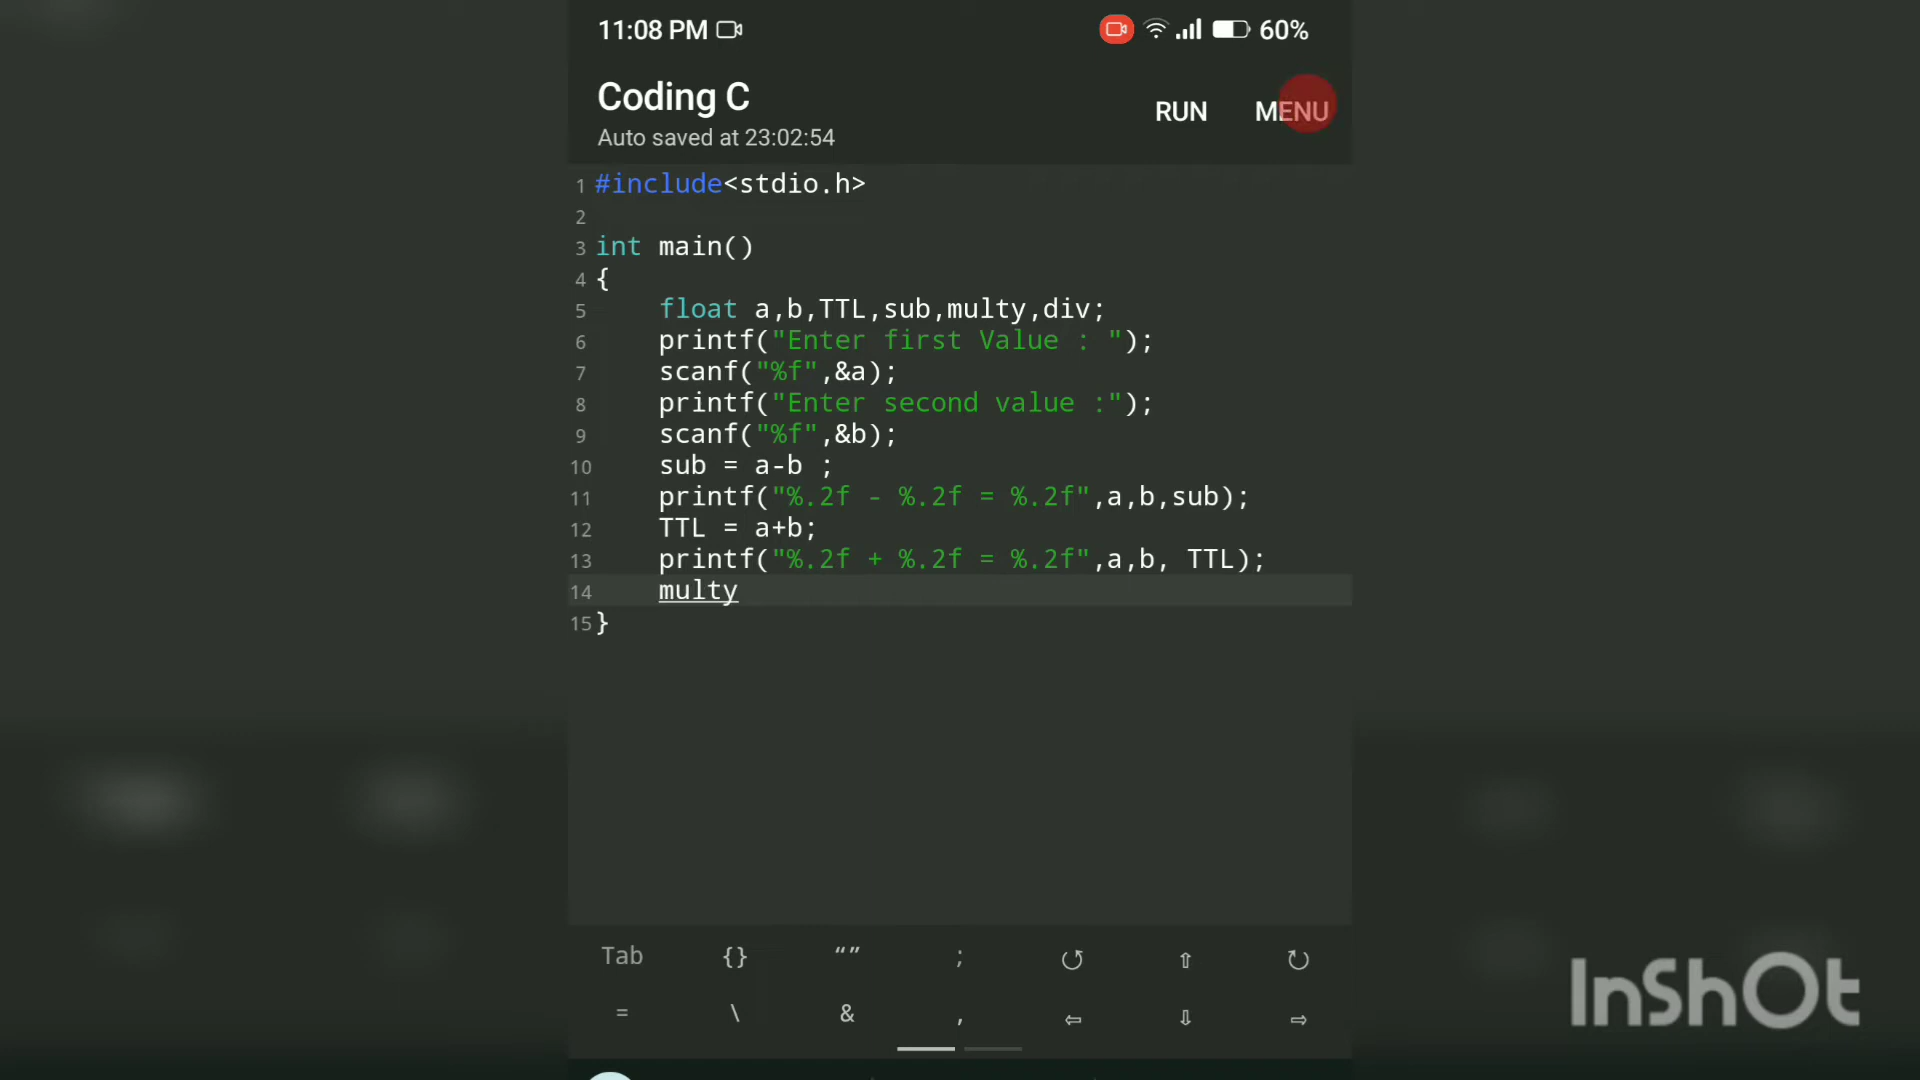 11:08 PM 60%
Coding C
RUN MENU
Auto saved at 23:02:54
1 #include<stdio.h>
2
3 int main()
4 {
5 float a,b,TTL,sub,multy,div;
6 printf("Enter first Value : ");
7 scanf("%f",&a);
8 printf("Enter second value :");
9 scanf("%f",&b);
10 sub = a-b ;
11 printf("%.2f - %.2f = %.2f",a,b,sub);
12 TTL = a+b;
13 printf("%.2f + %.2f = %.2f",a,b, TTL);
14 multy
15 }
Tab {} “” ; ↺ ⇧ ↻
= \ & , ⇦ ⇩ ⇨
InShOt